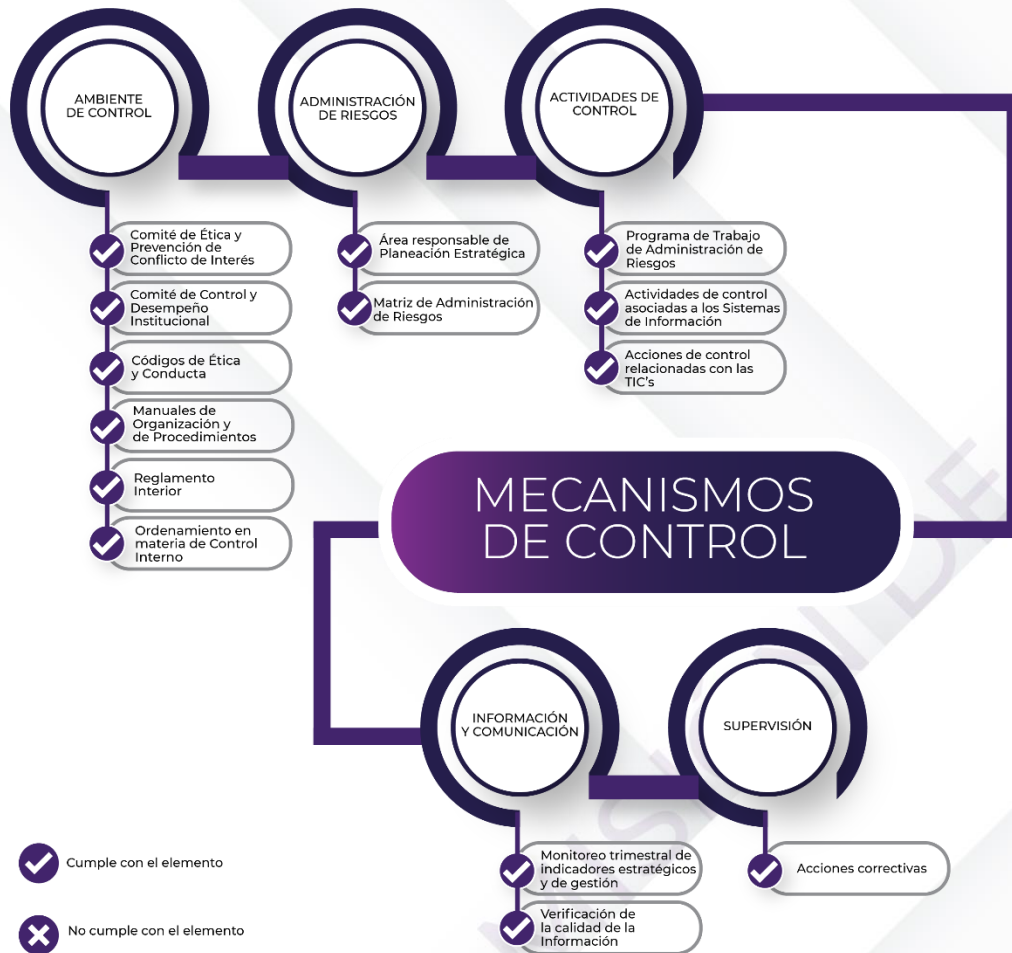 AMBIENTE
DE CONTROL
ADMINISTRACIÓN
DE RIESGOS
ACTIVIDADES DE
CONTROL
Comité de Ética y
Prevención de
Conflicto de Interés
Comité de Control y
Desempeño
Institucional
Códigos de Ética
y Conducta
Manuales de
Organización y
de Procedimientos
Reglamento
Interior
Ordenamiento en
materia de Control
Interno
Área responsable de
Planeación Estratégica
Matriz de Administración
de Riesgos
Programa de Trabajo
de Administración de
Riesgos
Actividades de control
asociadas a los Sistemas
de Información
Acciones de control
relacionadas con las
TIC's
MECANISMOS
DE CONTROL
INFORMACIÓN
Y COMUNICACIÓN
SUPERVISIÓN
Monitoreo trimestral de
indicadores estratégicos
y de gestión
Verificación de
la calidad de la
Información
Acciones correctivas
Cumple con el elemento
No cumple con el elemento